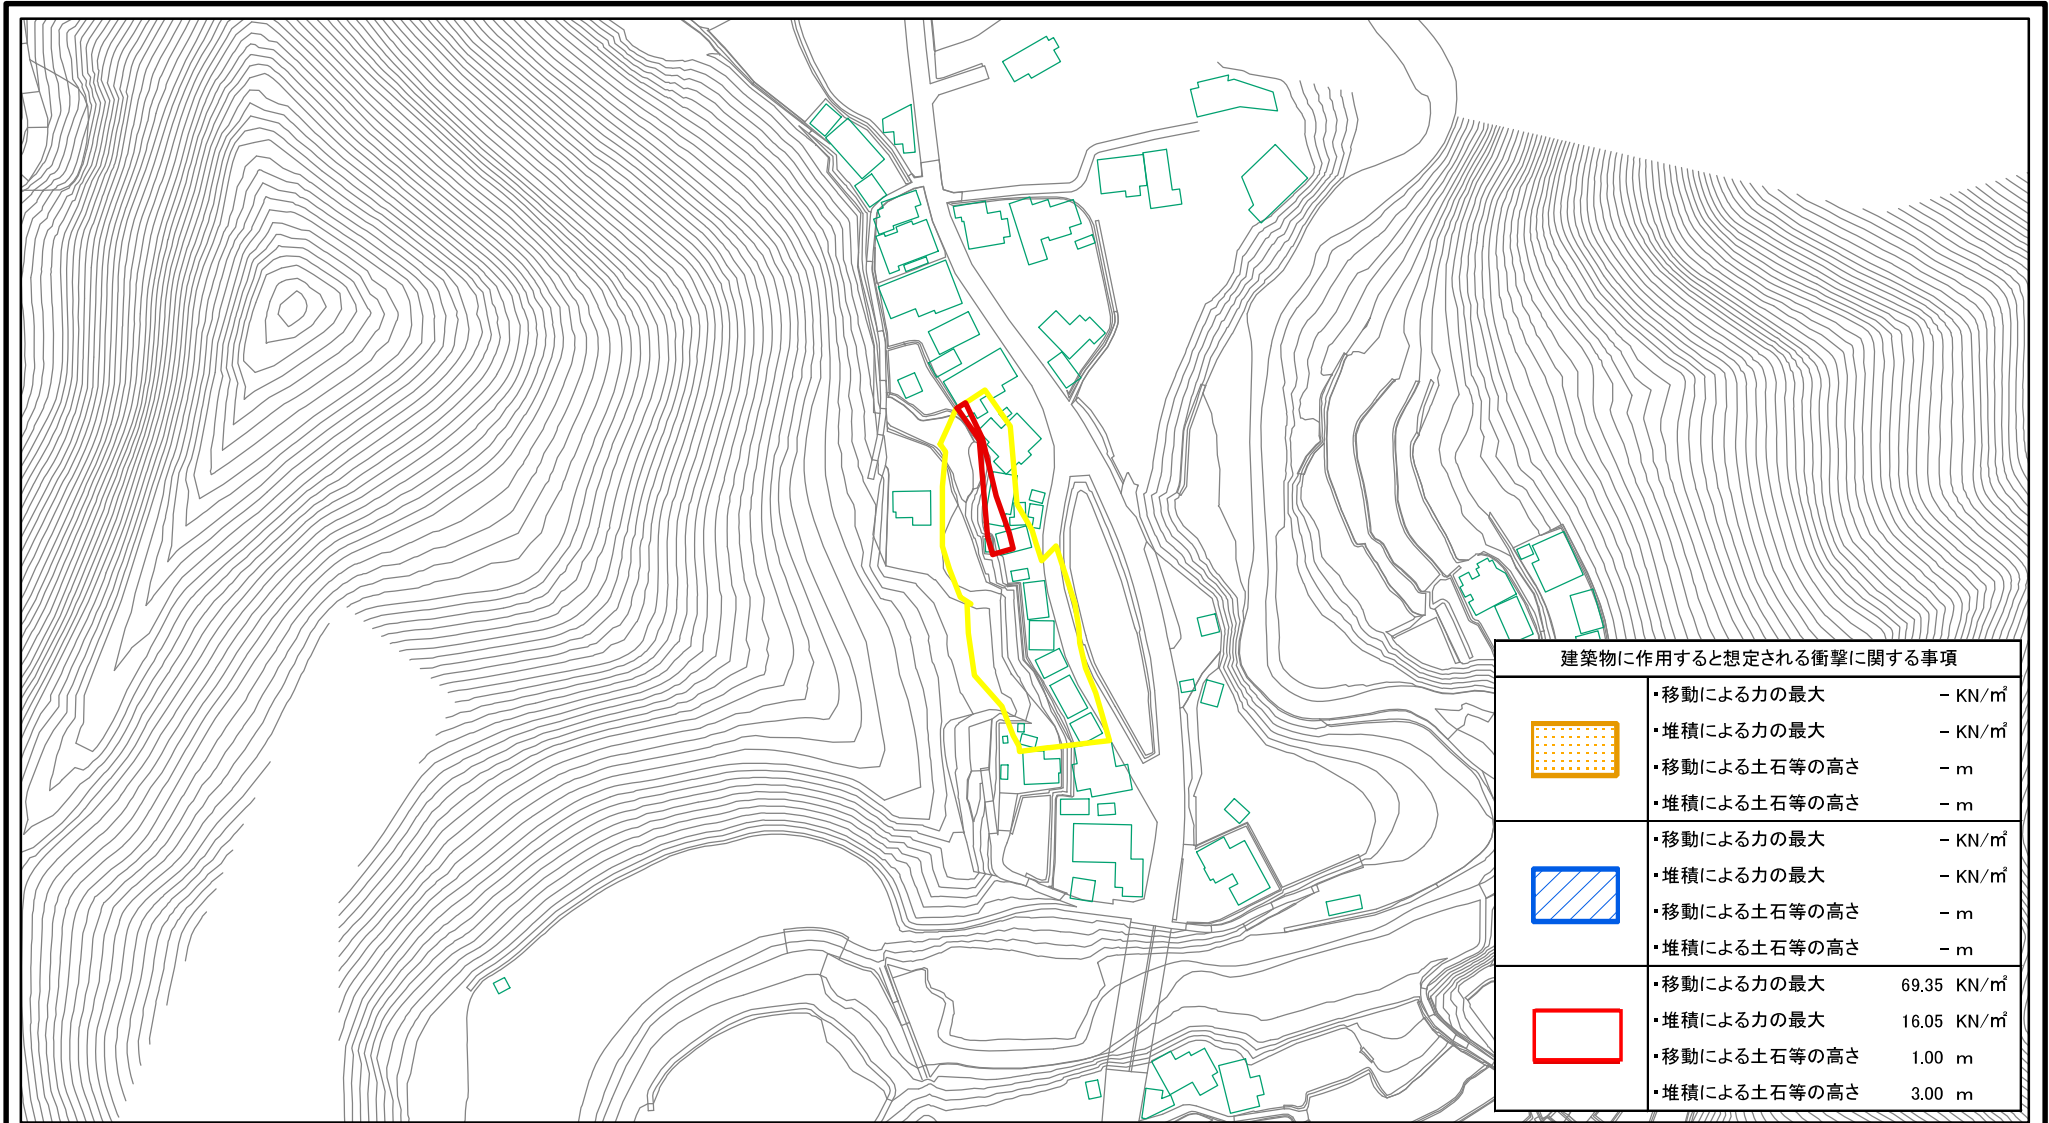 建築物に作用すると想定される衝撃に関する事項
・移動による力の最大 － KN/㎡
・堆積による力の最大 － KN/㎡
・移動による土石等の高さ － m
・堆積による土石等の高さ － m
・移動による力の最大 － KN/㎡
・堆積による力の最大 － KN/㎡
・移動による土石等の高さ － m
・堆積による土石等の高さ － m
・移動による力の最大 69.35 KN/㎡
・堆積による力の最大 16.05 KN/㎡
・移動による土石等の高さ 1.00 m
・堆積による土石等の高さ 3.00 m